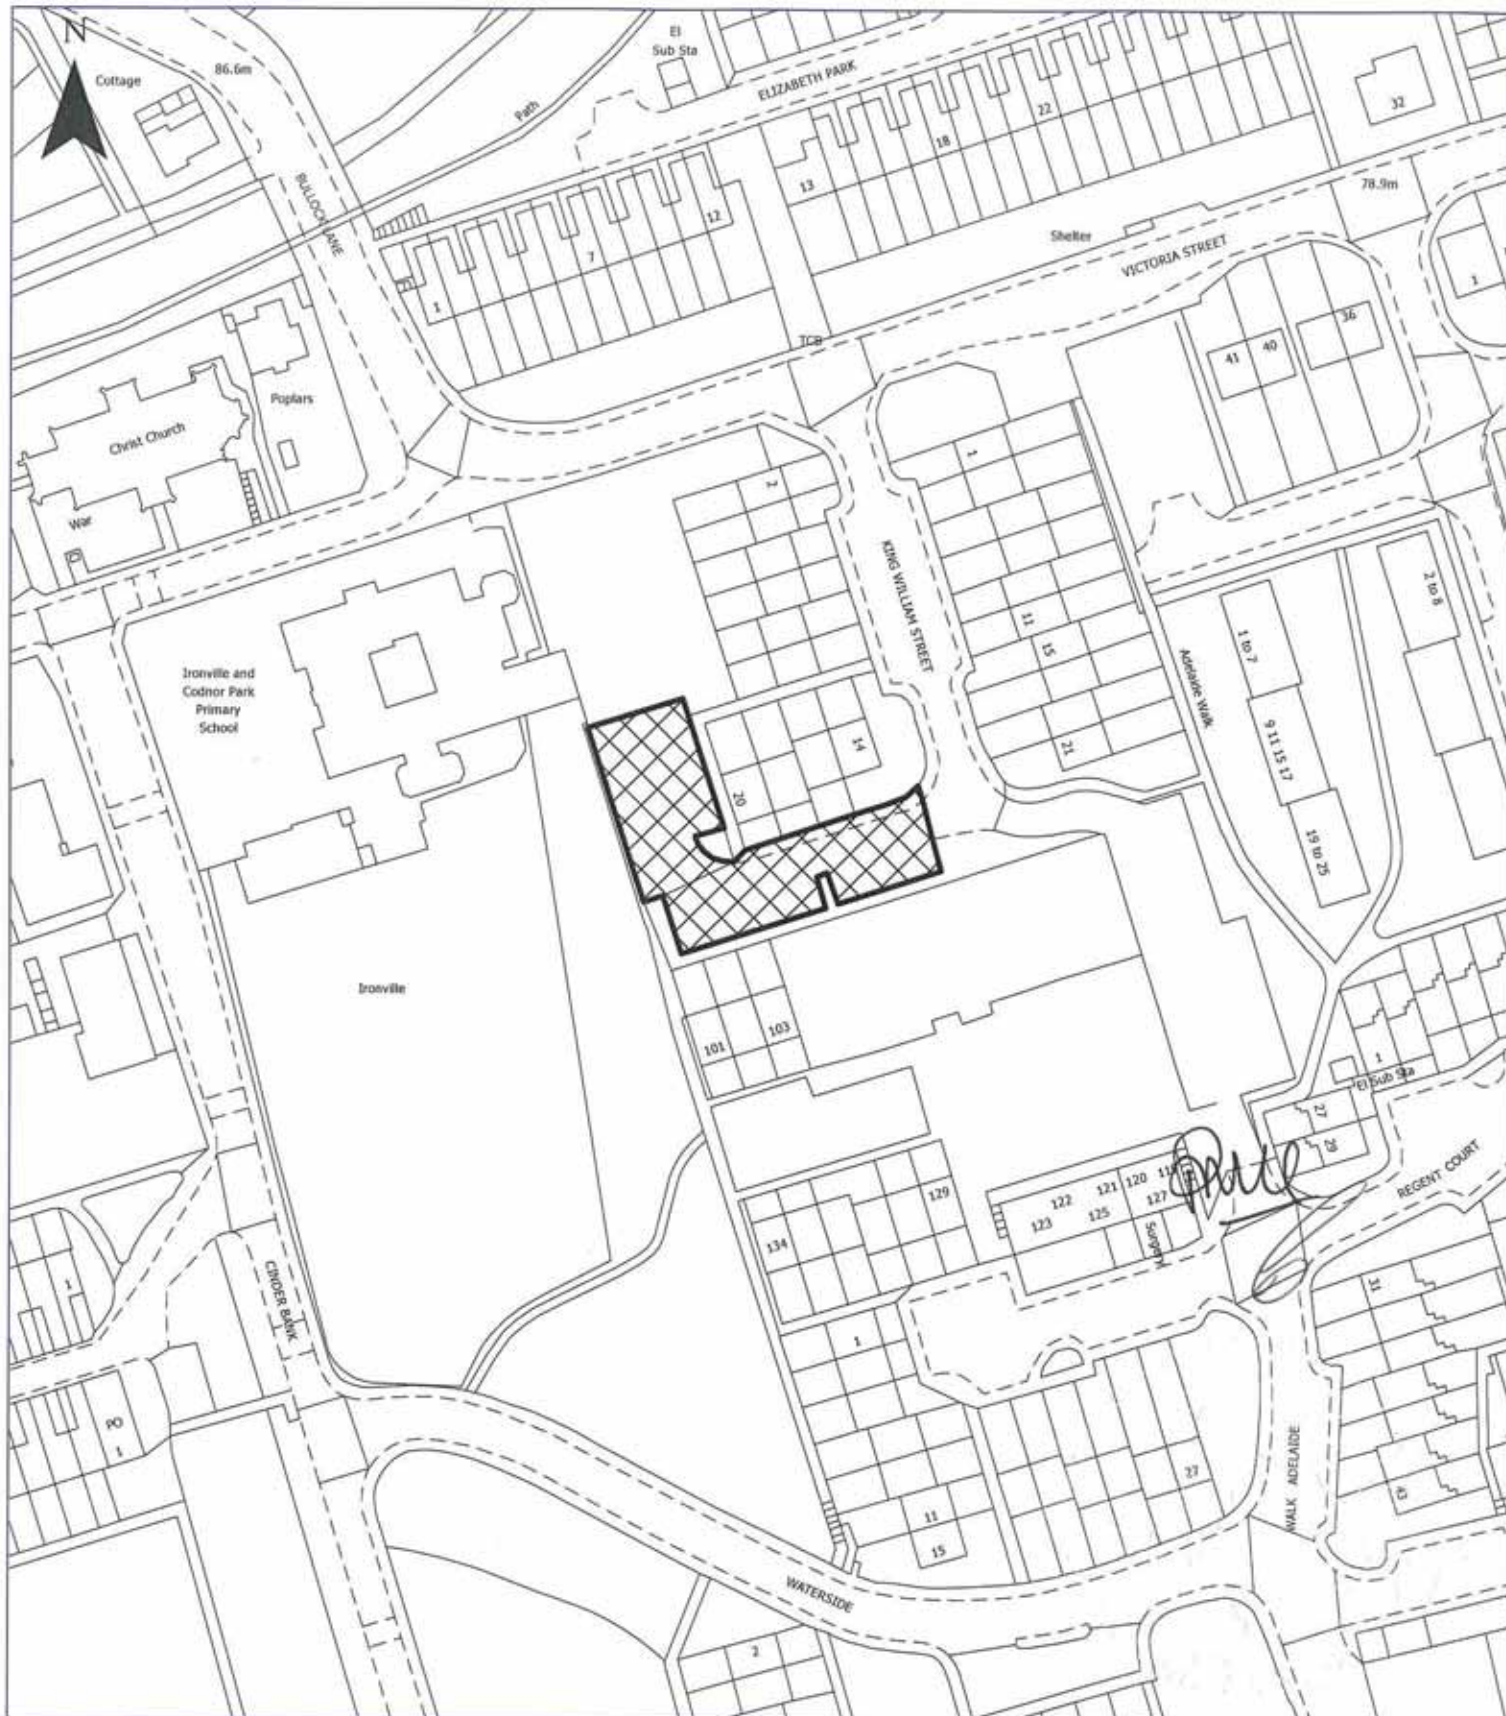 N
Cottage
86.6m
El
Sub Sta
Path
ELIZABETH PARK
32
22
18
13
12
7
1
BULLOCK LANE
78.9m
Shelter
VICTORIA STREET
1
TCB
36
41
40
Poplars
Christ Church
War
2
1
KING WILLIAM STREET
11
15
21
14
20
2 to 8
1 to 7
Adelaide Walk
9 11 15 17
19 to 25
Ironville and
Codnor Park
Primary
School
Ironville
101
103
1
El Sub Sta
27
29
REGENT COURT
129
134
122
121
120
119
123
125
127
Surgery
31
43
1
CINDER BANK
1
PO
1
11
15
27
WALK ADELAIDE
WATERSIDE
2